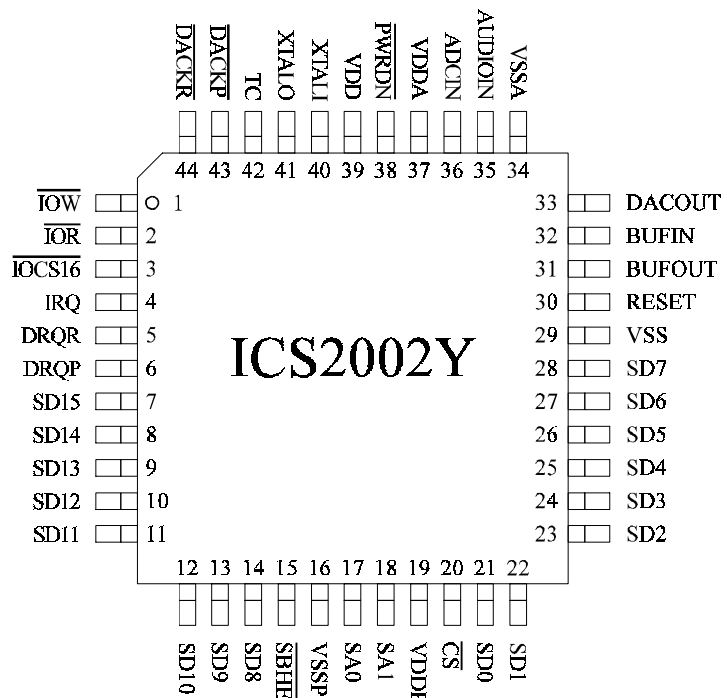 DACKR DACKP TC XTALO XTALI VDD PWRDN VDDA ADCIN AUDIOIN VSSA
44 43 42 41 40 39 38 37 36 35 34
IOW 1 33 DACOUT
IOR 2 32 BUFIN
IOCS16 3 31 BUFOUT
IRQ 4 30 RESET
DRQR 5 29 VSS
DRQP 6 28 SD7
ICS2002Y
SD15 7 27 SD6
SD14 8 26 SD5
SD13 9 25 SD4
SD12 10 24 SD3
SD11 11 23 SD2
12 13 14 15 16 17 18 19 20 21 22
SD10 SD9 SD8 SBHE VSSP SA0 SA1 CS SD0 SD1